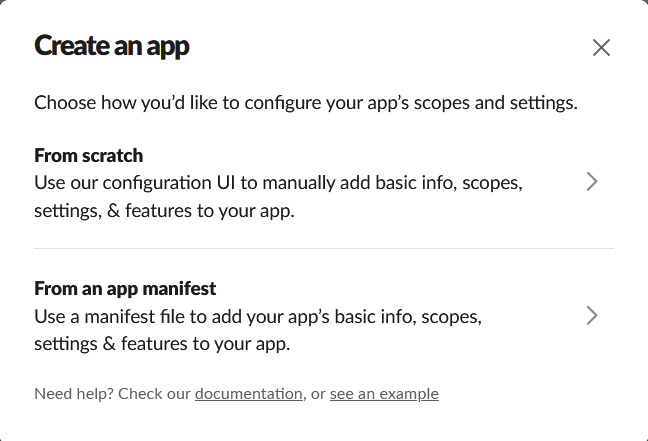 Create an app
Choose how you’d like to configure your app’s scopes and settings.
From scratch
Use our configuration UI to manually add basic info, scopes,
settings, & features to your app.
From an app manifest
Use a manifest file to add your app’s basic info, scopes,
settings & features to your app.
Need help? Check our documentation, or see an example